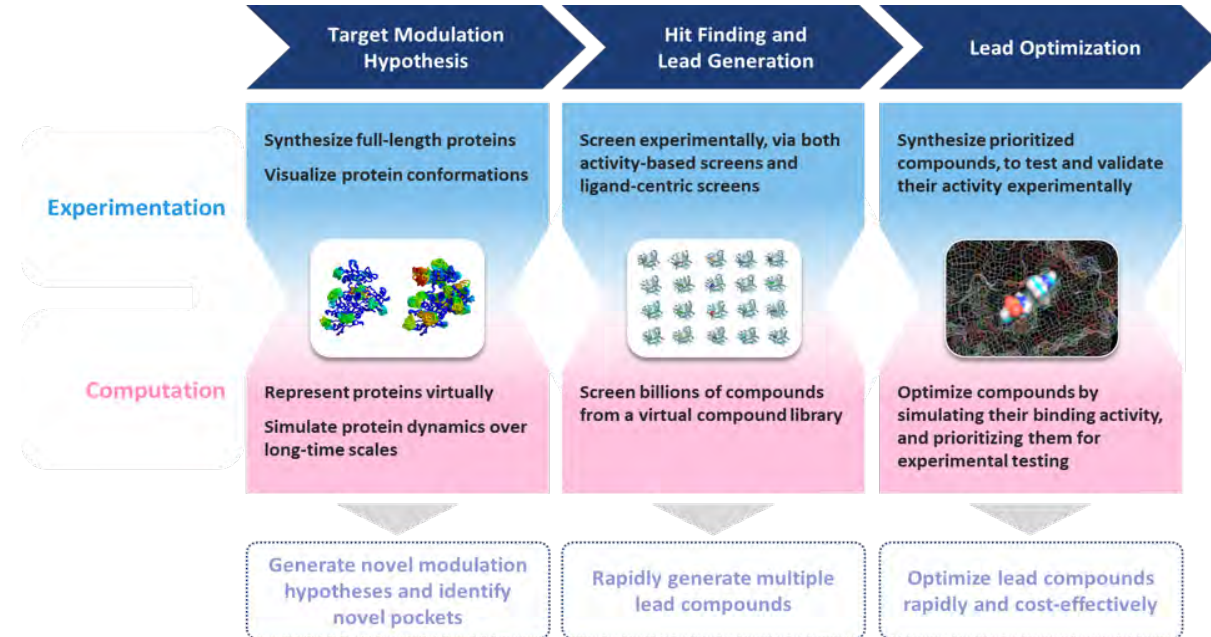 Target Modulation
Hypothesis
Hit Finding and
Lead Generation
Lead Optimization
Experimentation
Synthesize full-length proteins
Visualize protein conformations
Screen experimentally, via both
activity-based screens and
ligand-centric screens
Synthesize prioritized
compounds, to test and validate
their activity experimentally
Computation
Represent proteins virtually
Simulate protein dynamics over
long-time scales
Screen billions of compounds
from a virtual compound library
Optimize compounds by
simulating their binding activity,
and prioritizing them for
experimental testing
Generate novel modulation
hypotheses and identify
novel pockets
Rapidly generate multiple
lead compounds
Optimize lead compounds
rapidly and cost-effectively